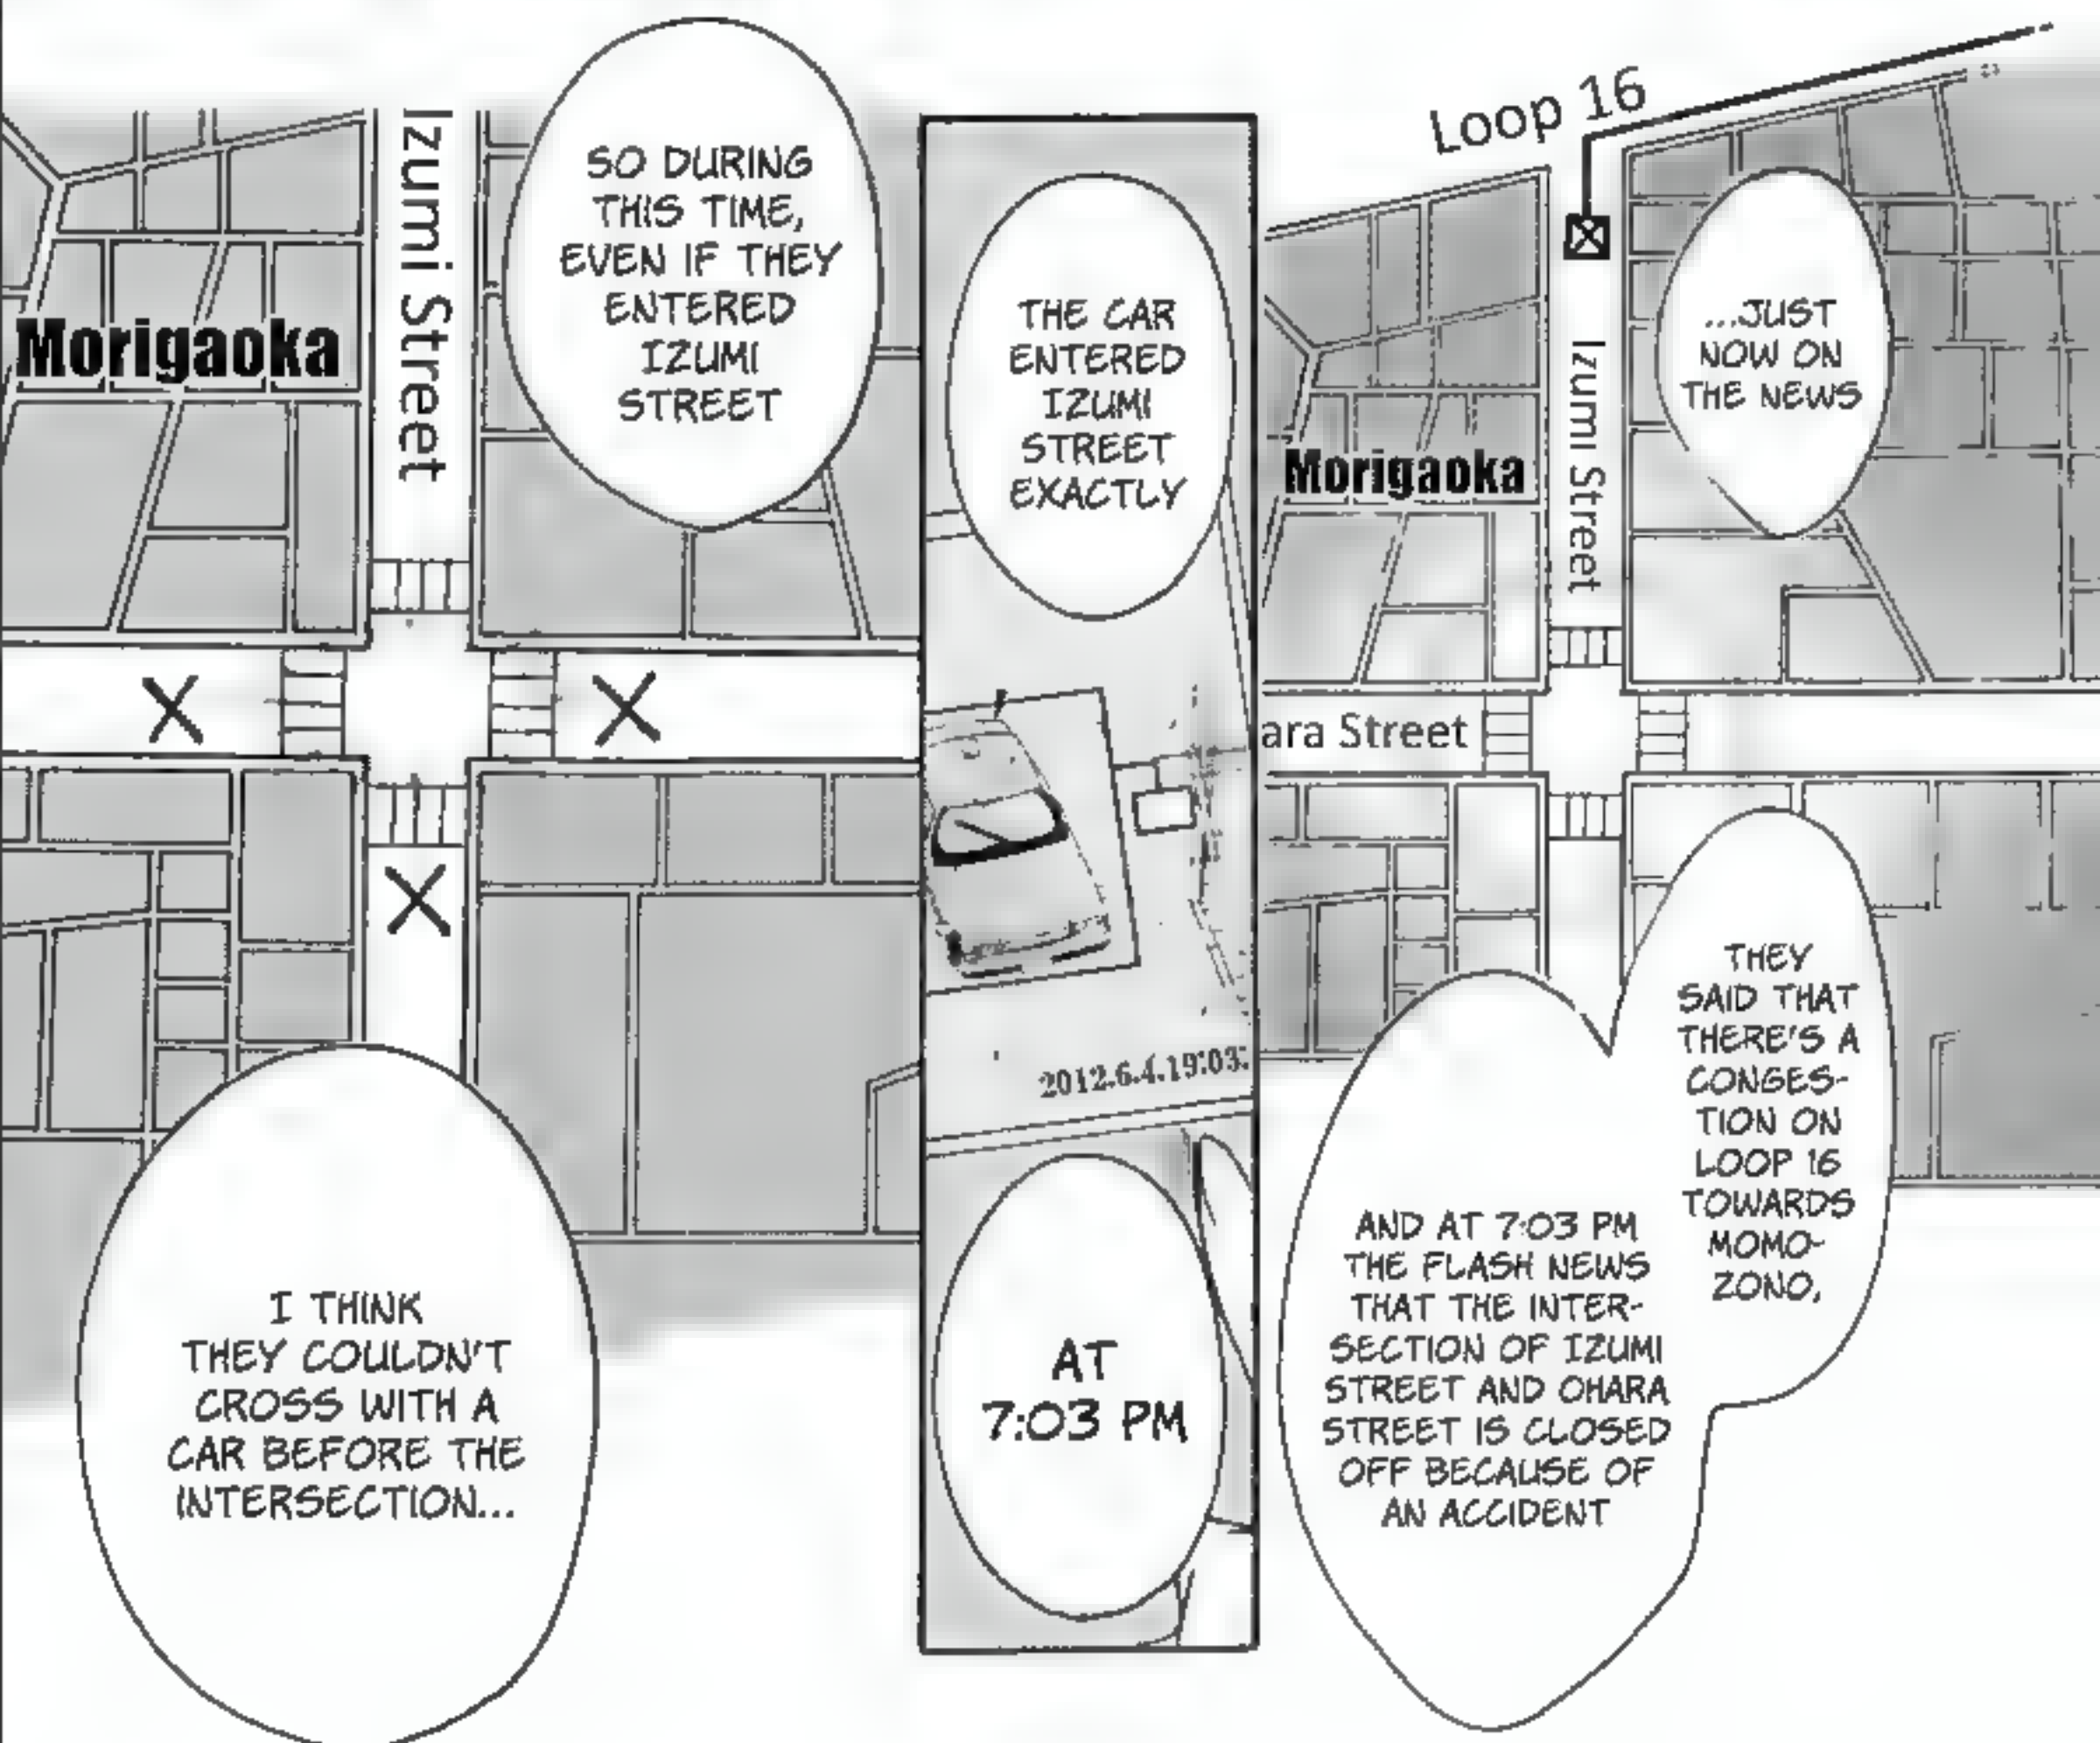 Loop 16
...JUST
NOW ON
THE NEWS
Izumi Street
Morigaoka
ara Street
THEY
SAID THAT
THERE'S A
CONGES-
TION ON
LOOP 16
TOWARDS
MOMO-
ZONO,
AND AT 7:03 PM
THE FLASH NEWS
THAT THE INTER-
SECTION OF IZUMI
STREET AND OHARA
STREET IS CLOSED
OFF BECAUSE OF
AN ACCIDENT
THE CAR
ENTERED
IZUMI
STREET
EXACTLY
2012.6.4.19:03:
AT
7:03 PM
SO DURING
THIS TIME,
EVEN IF THEY
ENTERED
IZUMI
STREET
Izumi Street
Morigaoka
I THINK
THEY COULDN'T
CROSS WITH A
CAR BEFORE THE
INTERSECTION...